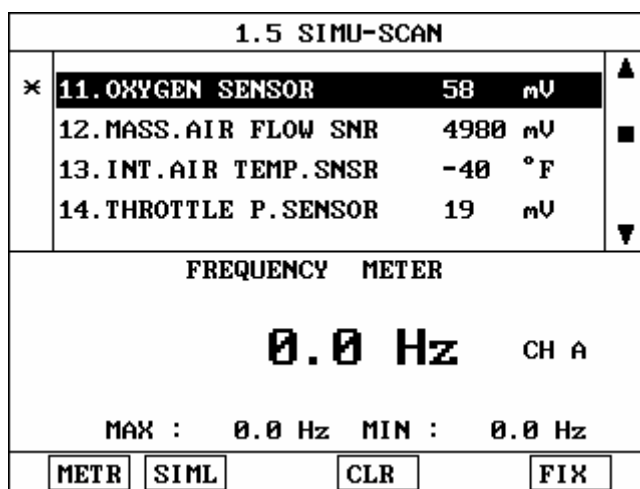 1.5 SIMU-SCAN
* 11.OXYGEN SENSOR 58 mV
12.MASS.AIR FLOW SNR 4980 mV
13.INT.AIR TEMP.SNSR -40 °F
14.THROTTLE P.SENSOR 19 mV
FREQUENCY METER
0.0 Hz CH A
MAX : 0.0 Hz MIN : 0.0 Hz
METR SIML CLR FIX